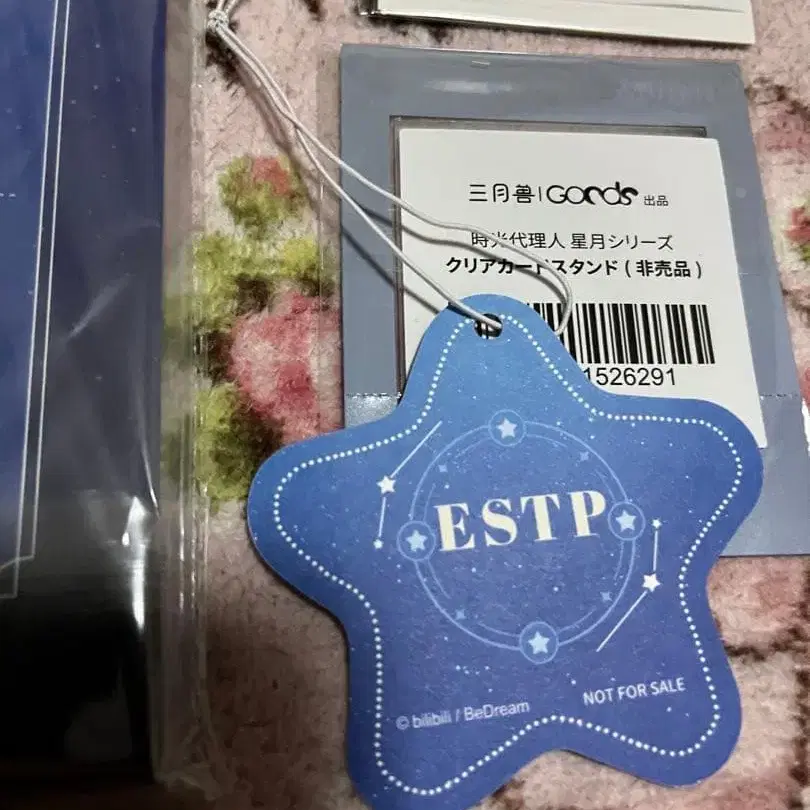 三月兽 | Goods 出品
時光代理人 星月シリーズ
クリアカードスタンド ( 非売品 )
1526291
ESTP
NOT FOR SALE
© bilibili / BeDream